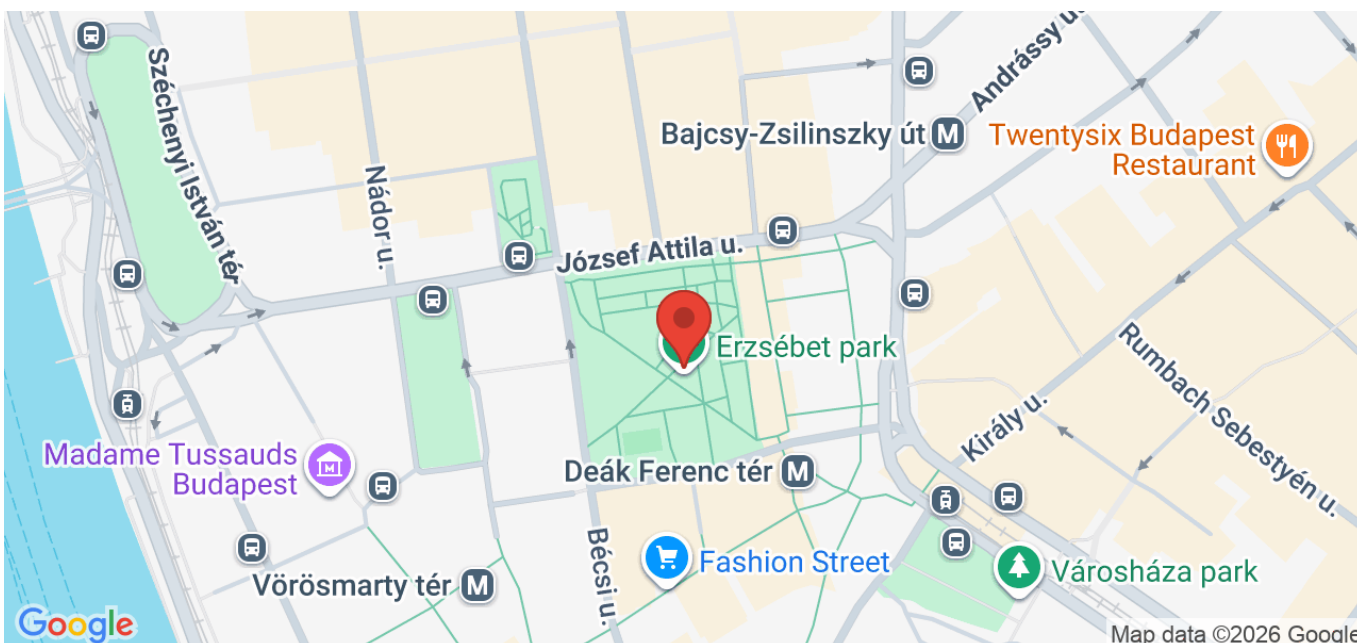 Széchenyi István tér
Nádor u.
József Attila u.
Bajcsy-Zsilinszky út
M
Andrássy u
Twentysix Budapest
Restaurant
Erzsébet park
Király u.
Rumbach Sebestyén u.
Madame Tussauds
Budapest
Deák Ferenc tér
M
Bécsi u.
Fashion Street
Vörösmarty tér
M
Városháza park
Google
Map data ©2026 Google